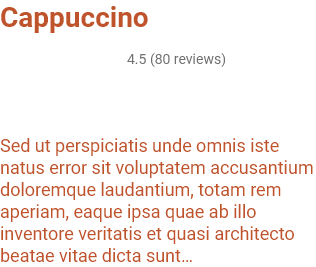 Cappuccino
4.5 (80 reviews)
Sed ut perspiciatis unde omnis iste
natus error sit voluptatem accusantium
doloremque laudantium, totam rem
aperiam, eaque ipsa quae ab illo
inventore veritatis et quasi architecto
beatae vitae dicta sunt...